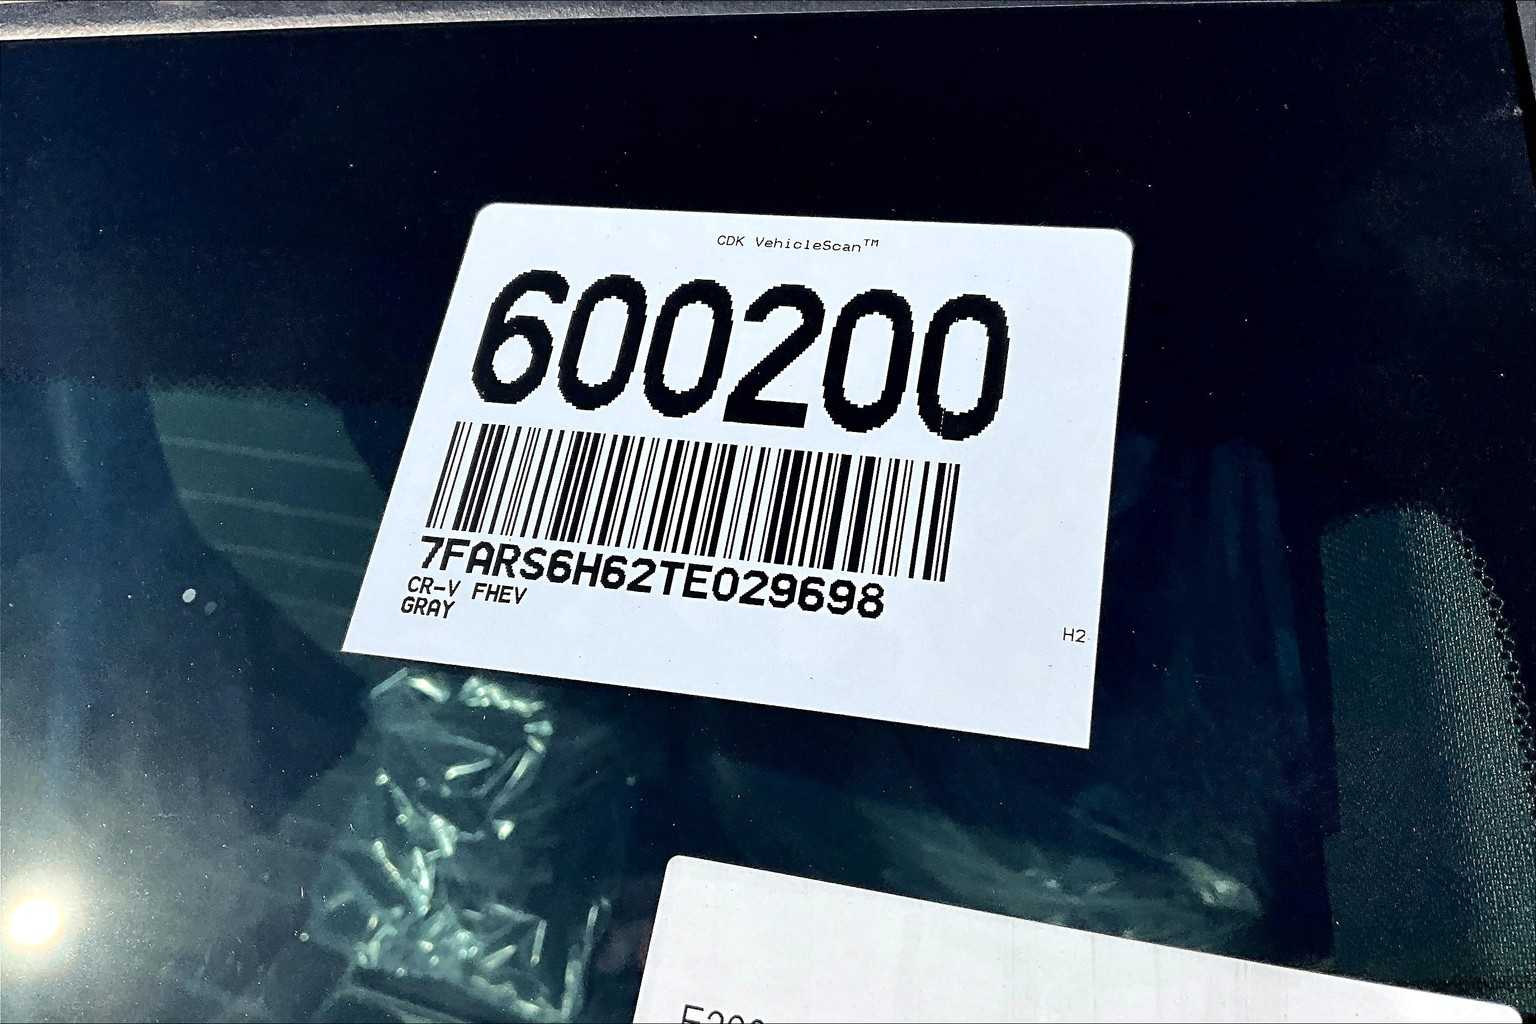 CDK VehicleScan™
600200
7FARS6H62TE029698
CR-V FHEV
GRAY
H2